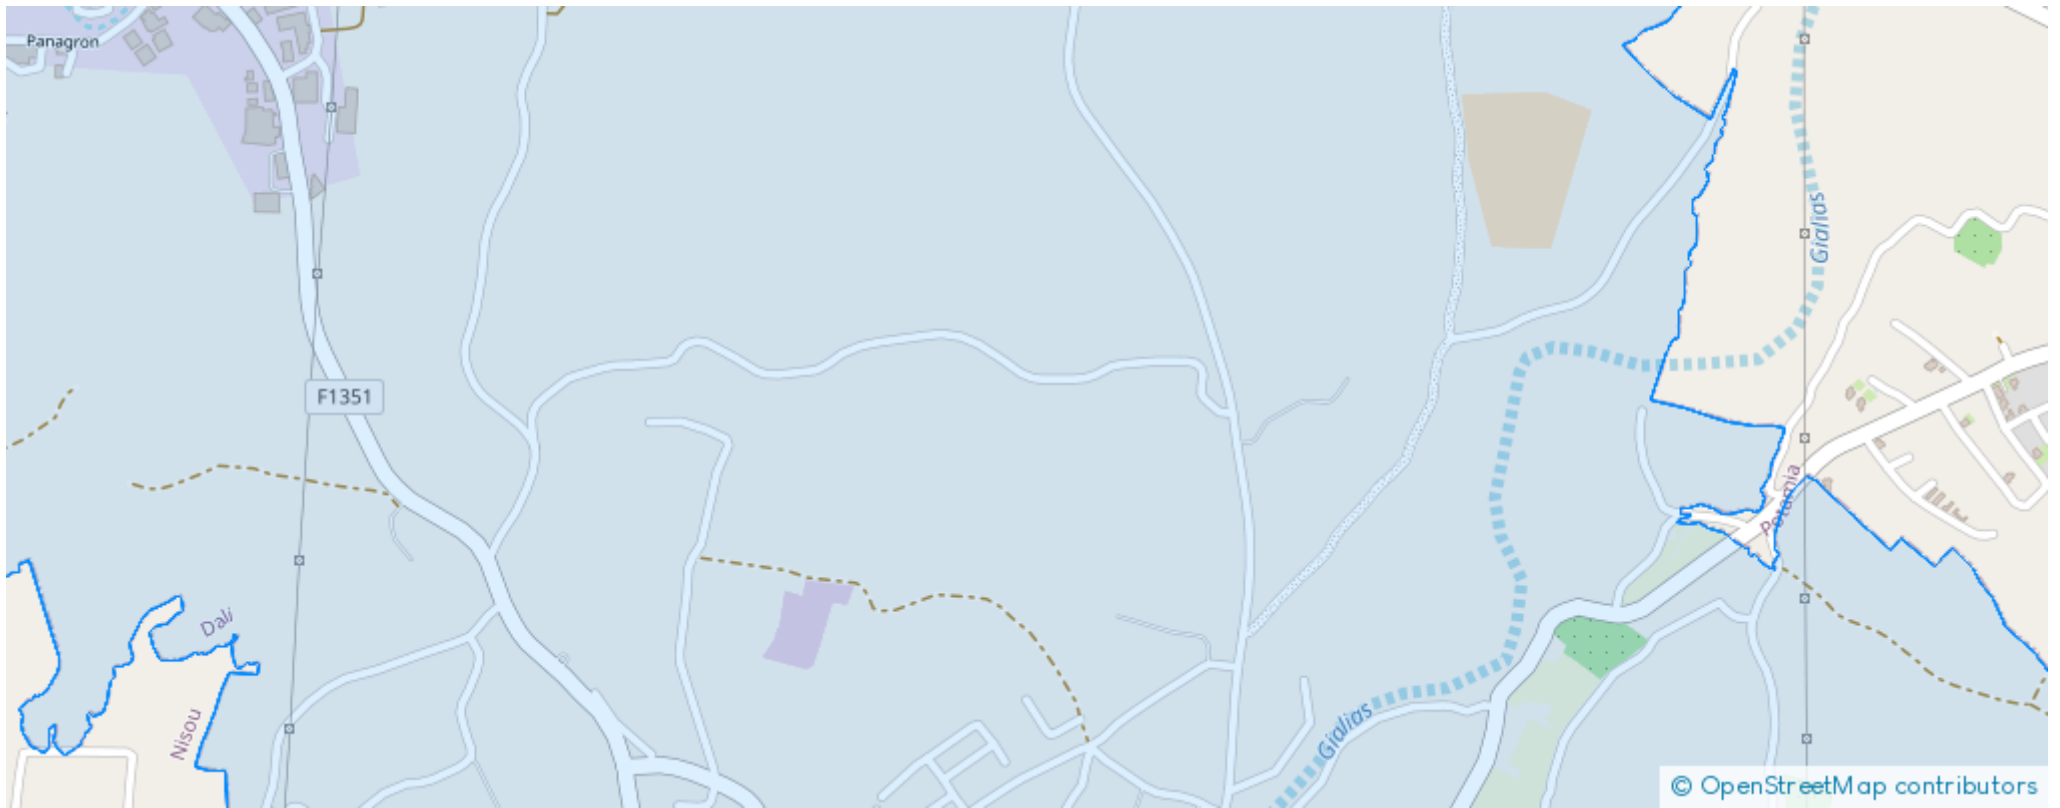 Panagron
Gialias
F1351
Potamia
Dali
Nisou
Gialias
© OpenStreetMap contributors